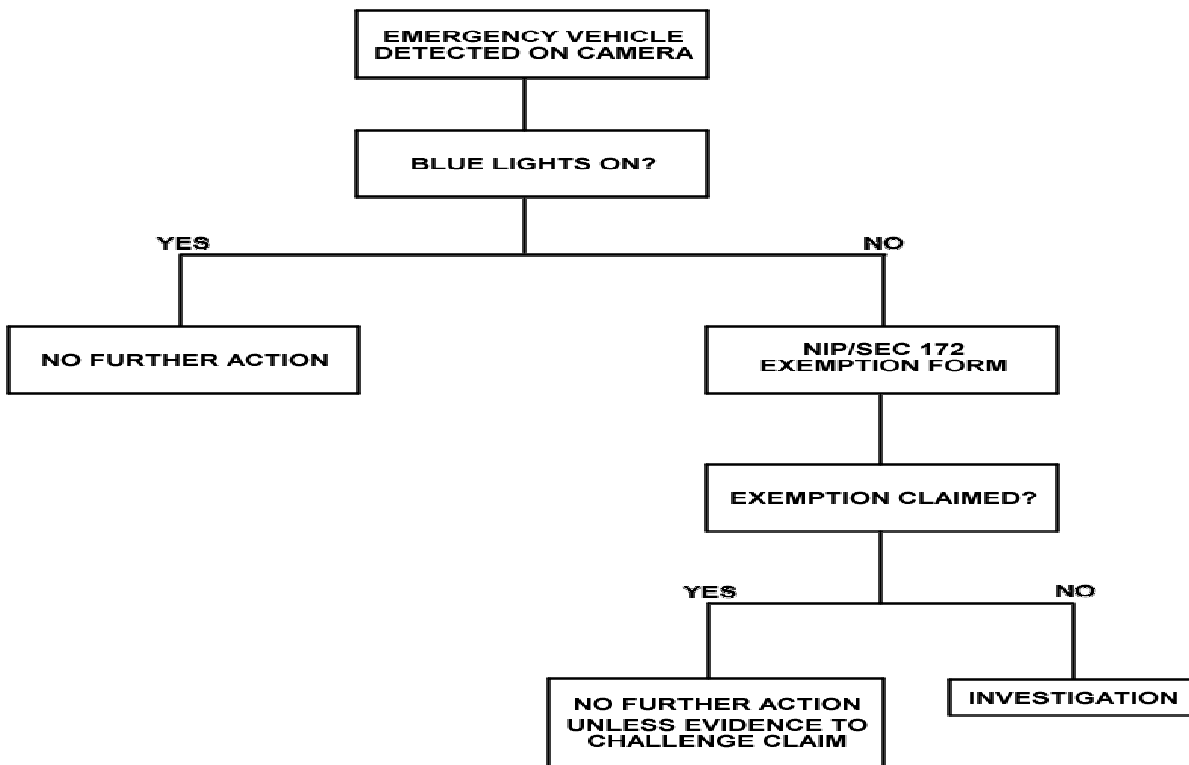 EMERGENCY VEHICLE
DETECTED ON CAMERA
BLUE LIGHTS ON?
YES
NO
NO FURTHER ACTION
NIP/SEC 172
EXEMPTION FORM
EXEMPTION CLAIMED?
YES
NO
NO FURTHER ACTION
UNLESS EVIDENCE TO
CHALLENGE CLAIM
INVESTIGATION